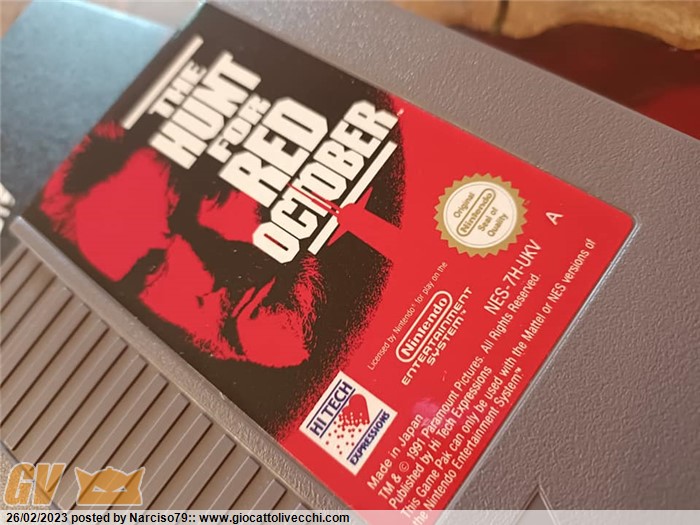 THE
HUNT
FOR
RED
OCTOBER
Original
Nintendo
Seal of
Quality
A
NES-7H-UKV
Licensed by Nintendo® for play on the
Nintendo®
ENTERTAINMENT
SYSTEM™
HI TECH
EXPRESSIONS
Made in Japan
TM & © 1991 Paramount Pictures. All Rights Reserved.
Published by Hi Tech Expressions
This Game Pak can only be used with the Mattel or NES versions of
the Nintendo Entertainment System.™
GV
26/02/2023 posted by Narciso79:: www.giocattolivecchi.com